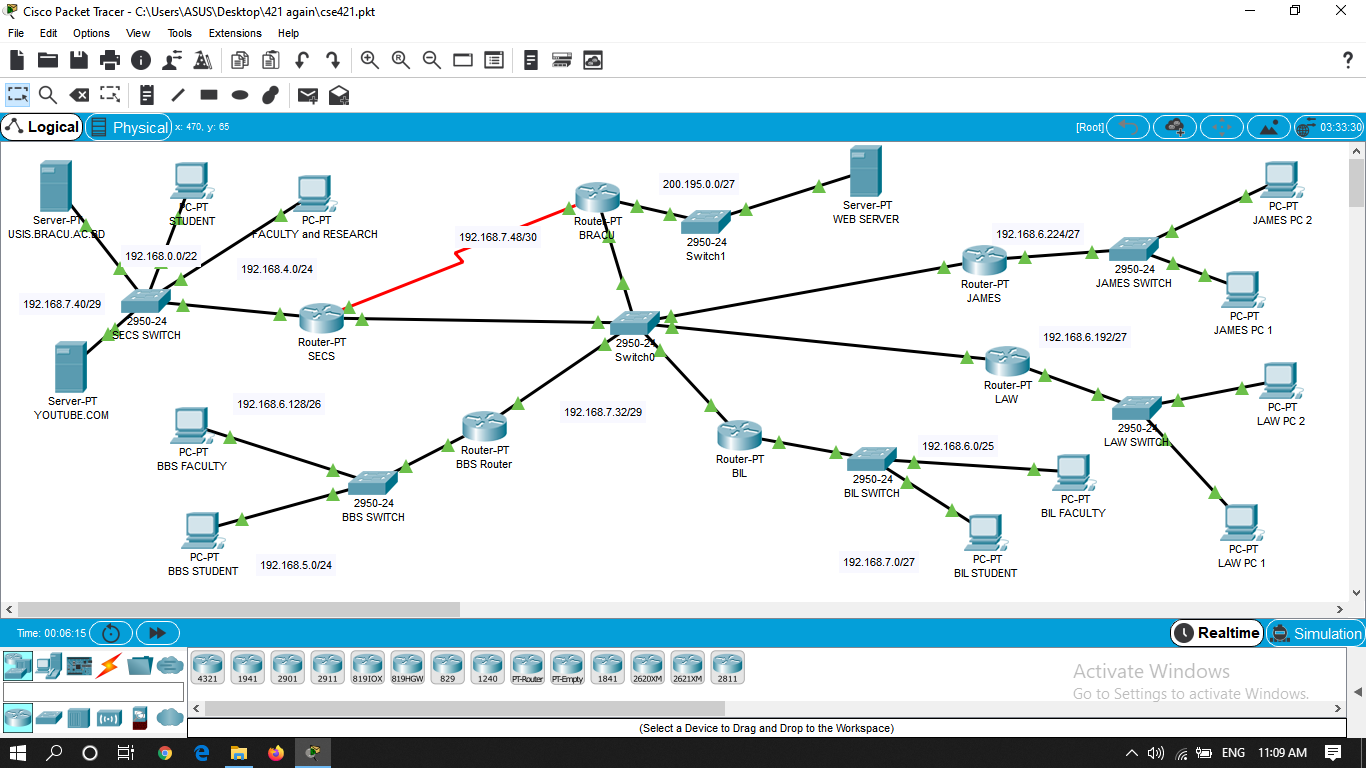 Cisco Packet Tracer - C:\Users\ASUS\Desktop\421 again\cse421.pkt
File Edit Options View Tools Extensions Help
Logical
Physical
x: 470, y: 65
[Root]
03:33:30
Server-PT
USIS.BRACU.AC.BD
PC-PT
STUDENT
PC-PT
FACULTY and RESEARCH
192.168.0.0/22
192.168.4.0/24
192.168.7.40/29
2950-24
SECS SWITCH
Server-PT
YOUTUBE.COM
Router-PT
SECS
192.168.7.48/30
Router-PT
BRACU
200.195.0.0/27
2950-24
Switch1
Server-PT
WEB SERVER
2950-24
Switch0
192.168.6.224/27
Router-PT
JAMES
2950-24
JAMES SWITCH
PC-PT
JAMES PC 2
PC-PT
JAMES PC 1
192.168.6.192/27
Router-PT
LAW
2950-24
LAW SWITCH
PC-PT
LAW PC 2
PC-PT
LAW PC 1
192.168.6.128/26
PC-PT
BBS FACULTY
Router-PT
BBS Router
2950-24
BBS SWITCH
PC-PT
BBS STUDENT
192.168.5.0/24
192.168.7.32/29
Router-PT
BIL
2950-24
BIL SWITCH
192.168.6.0/25
PC-PT
BIL FACULTY
PC-PT
BIL STUDENT
192.168.7.0/27
Time: 00:06:15
Realtime
Simulation
4321 1941 2901 2911 819IOX 819HGW 829 1240 PT-Router PT-Empty 1841 2620XM 2621XM 2811
Activate Windows
Go to Settings to activate Windows.
(Select a Device to Drag and Drop to the Workspace)
ENG
11:09 AM